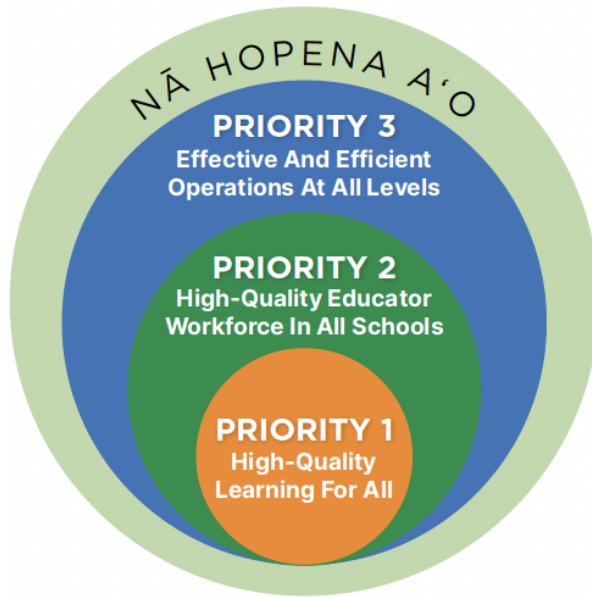 NĀ HOPENA AʻO
PRIORITY 3
Effective And Efficient
Operations At All Levels
PRIORITY 2
High-Quality Educator
Workforce In All Schools
PRIORITY 1
High-Quality
Learning For All